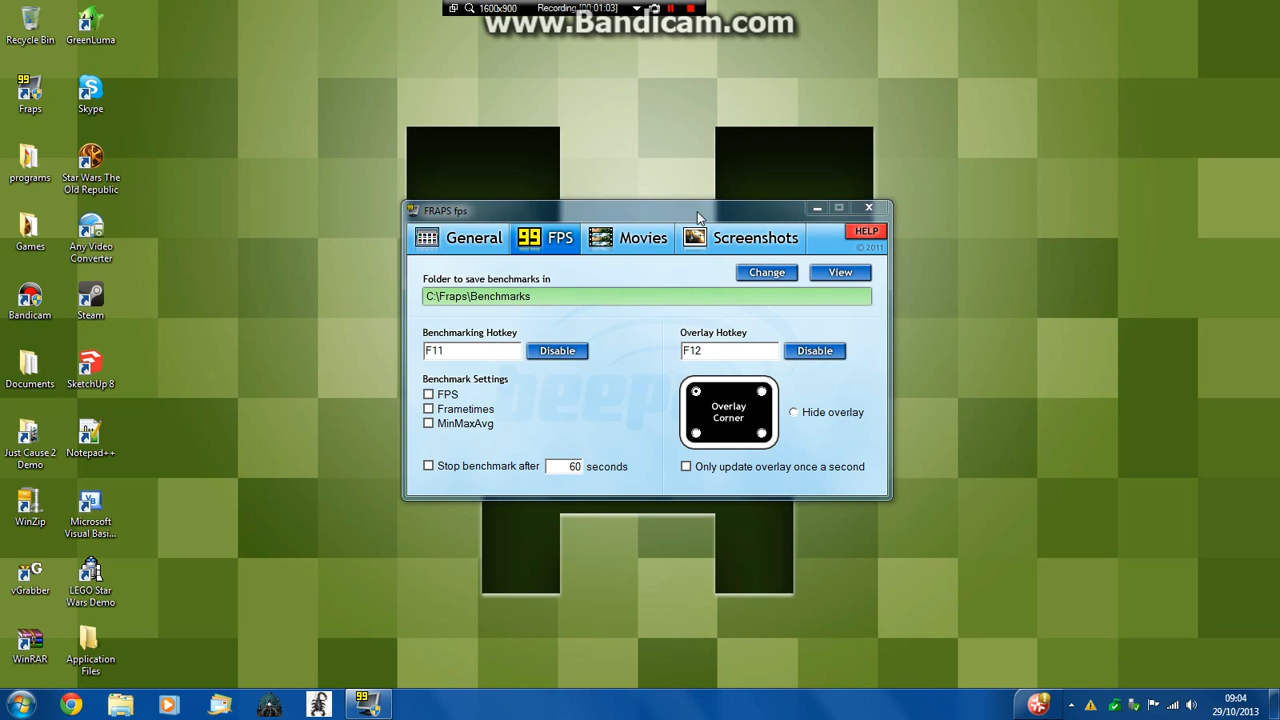 1600x900
Recording [00:01:03]
www.Bandicam.com
Recycle Bin
GreenLuma
Fraps
Skype
programs
Star Wars The
Old Republic
Games
Any Video
Converter
Bandicam
Steam
Documents
SketchUp 8
Just Cause 2
Demo
Notepad++
WinZip
Microsoft
Visual Basi...
vGrabber
LEGO Star
Wars Demo
WinRAR
Application
Files
99 FRAPS fps
General
99 FPS
Movies
Screenshots
HELP
© 2011
Folder to save benchmarks in
Change
View
C:\Fraps\Benchmarks
Benchmarking Hotkey
F11
Disable
Overlay Hotkey
F12
Disable
Benchmark Settings
FPS
Frametimes
MinMaxAvg
Overlay
Corner
Hide overlay
Stop benchmark after 60 seconds
Only update overlay once a second
beep
99
09:04
29/10/2013